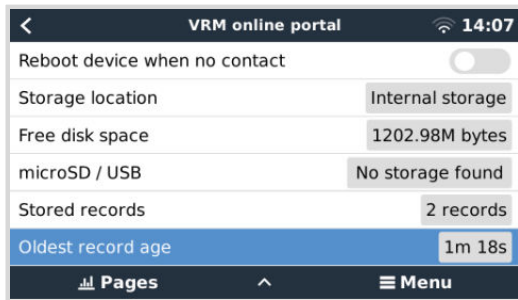 VRM online portal 14:07
Reboot device when no contact
Storage location Internal storage
Free disk space 1202.98M bytes
microSD / USB No storage found
Stored records 2 records
Oldest record age 1m 18s
Pages Menu